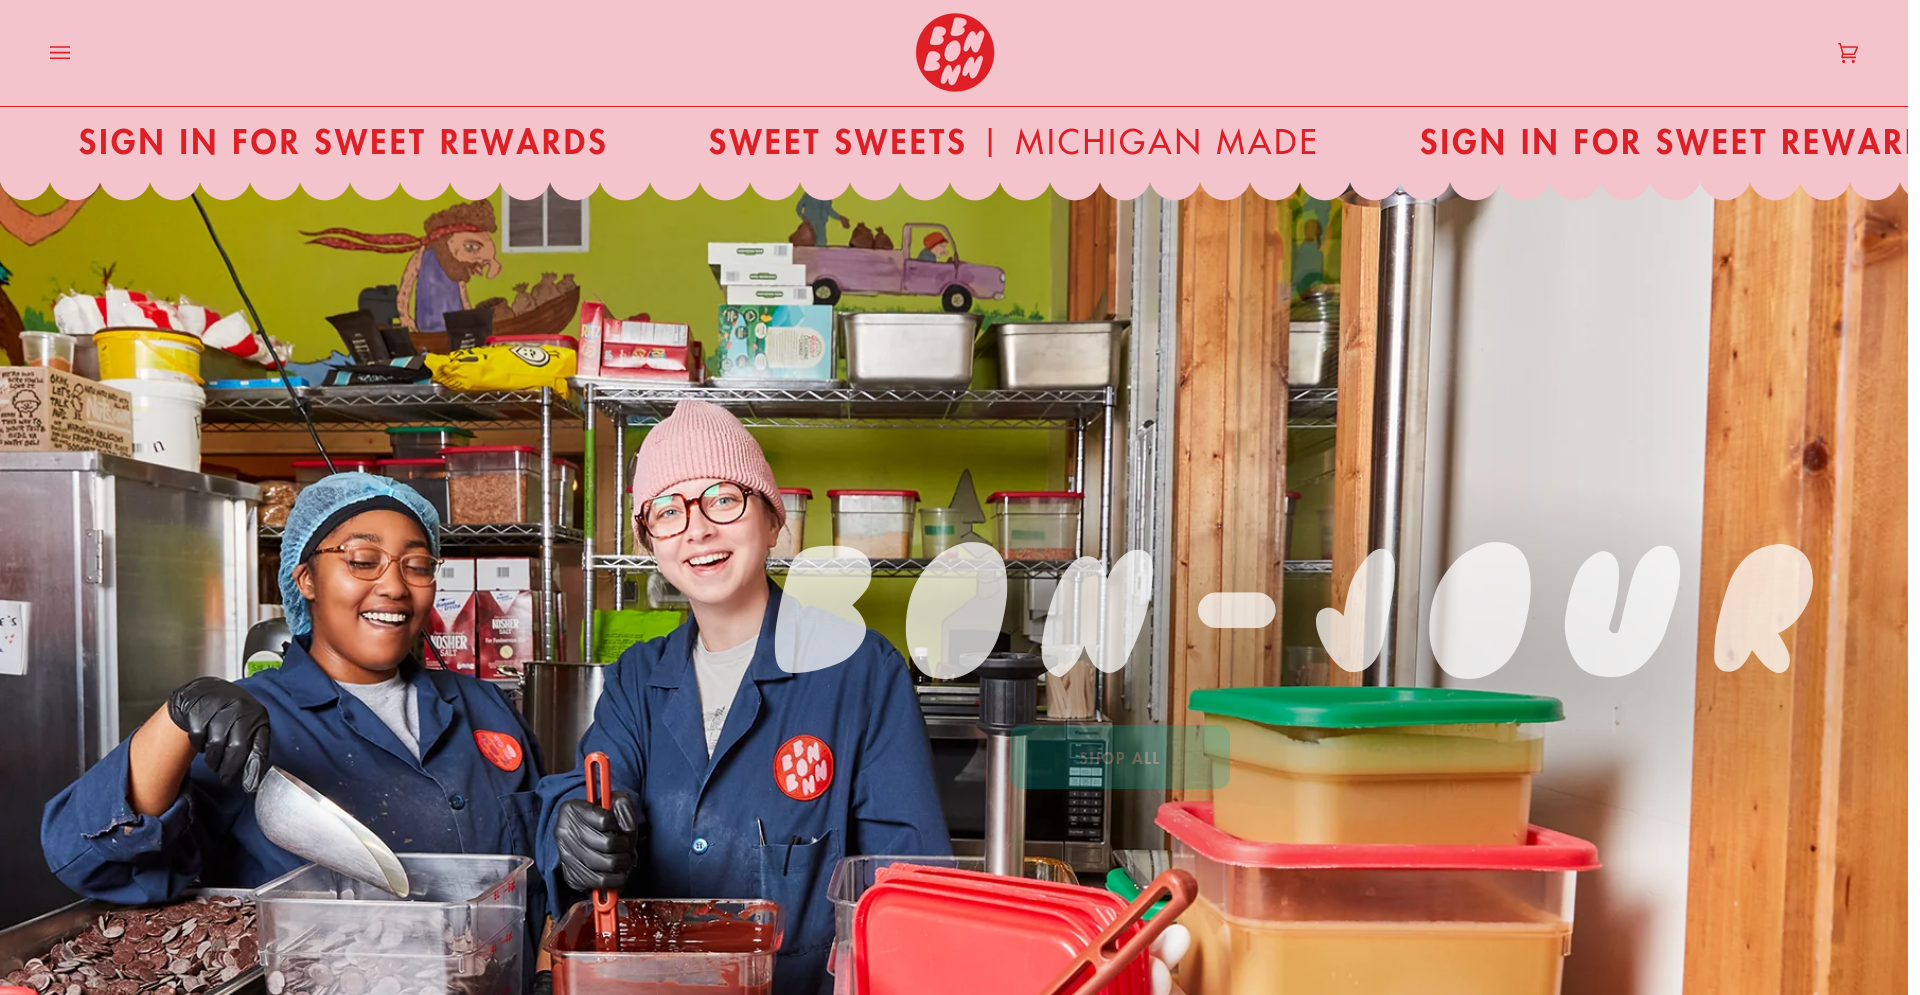 BON
BON
SIGN IN FOR SWEET REWARDS
SWEET SWEETS | MICHIGAN MADE
SIGN IN FOR SWEET REWAR
BON-JOUR
KOSHER
SALT
KOSHER
SALT
BON
BON
SHOP ALL